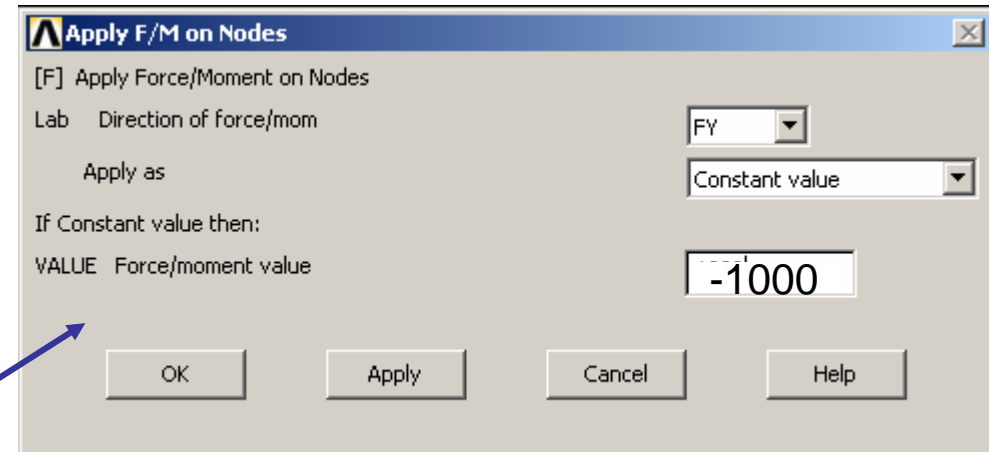 Apply F/M on Nodes
[F] Apply Force/Moment on Nodes
Lab Direction of force/mom FY
Apply as Constant value
If Constant value then:
VALUE Force/moment value -1000
OK Apply Cancel Help